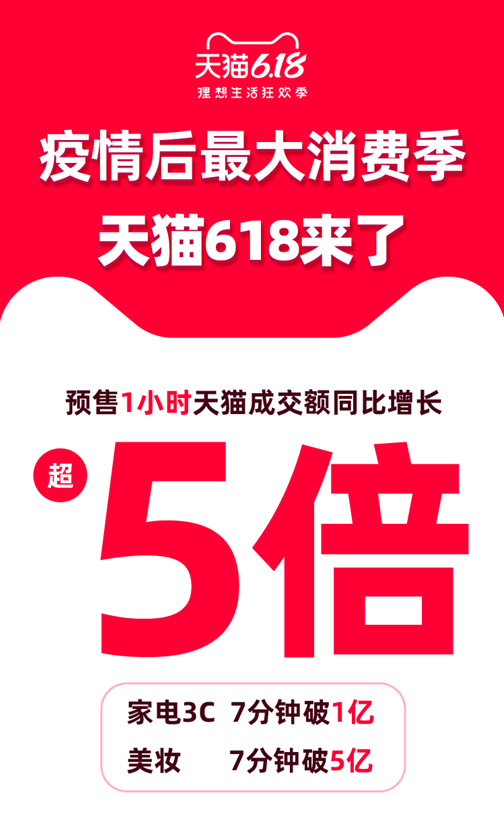 天猫6.18
理想生活狂欢季
疫情后最大消费季
天猫618来了
预售1小时天猫成交额同比增长
超
5倍
家电3C 7分钟破1亿
美妆 7分钟破5亿